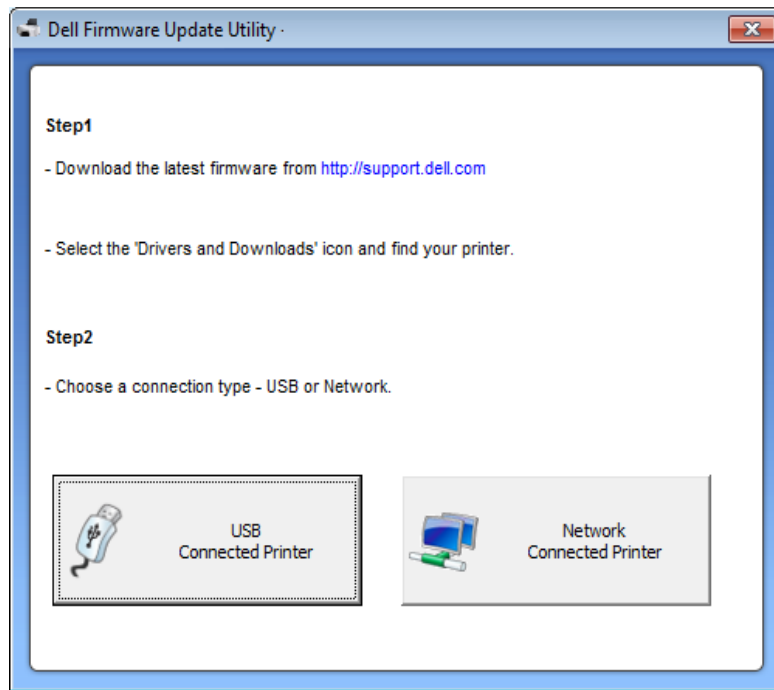 Dell Firmware Update Utility ·
Step1
- Download the latest firmware from http://support.dell.com
- Select the 'Drivers and Downloads' icon and find your printer.
Step2
- Choose a connection type - USB or Network.
USB
Connected Printer
Network
Connected Printer